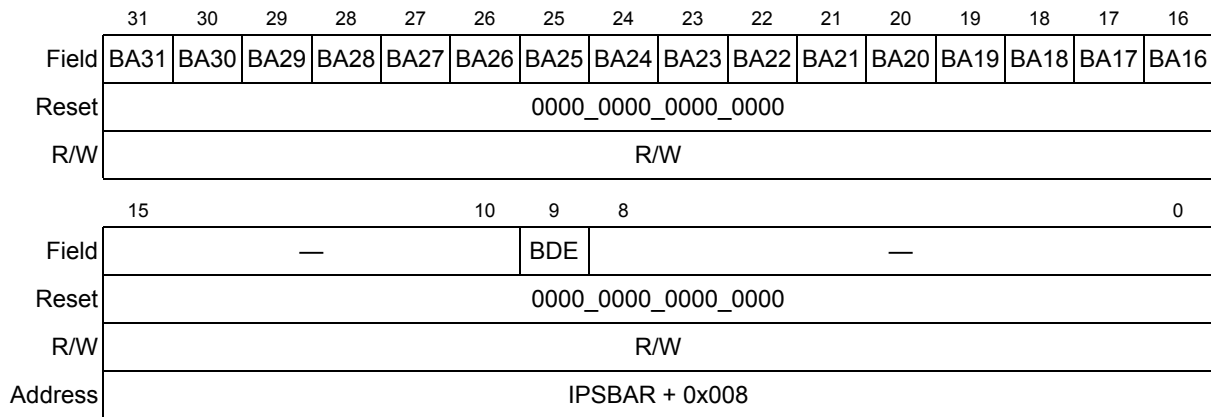 31 30 29 28 27 26 25 24 23 22 21 20 19 18 17 16
Field BA31 BA30 BA29 BA28 BA27 BA26 BA25 BA24 BA23 BA22 BA21 BA20 BA19 BA18 BA17 BA16
Reset 0000_0000_0000_0000
R/W R/W
15 10 9 8 0
Field — BDE —
Reset 0000_0000_0000_0000
R/W R/W
Address IPSBAR + 0x008